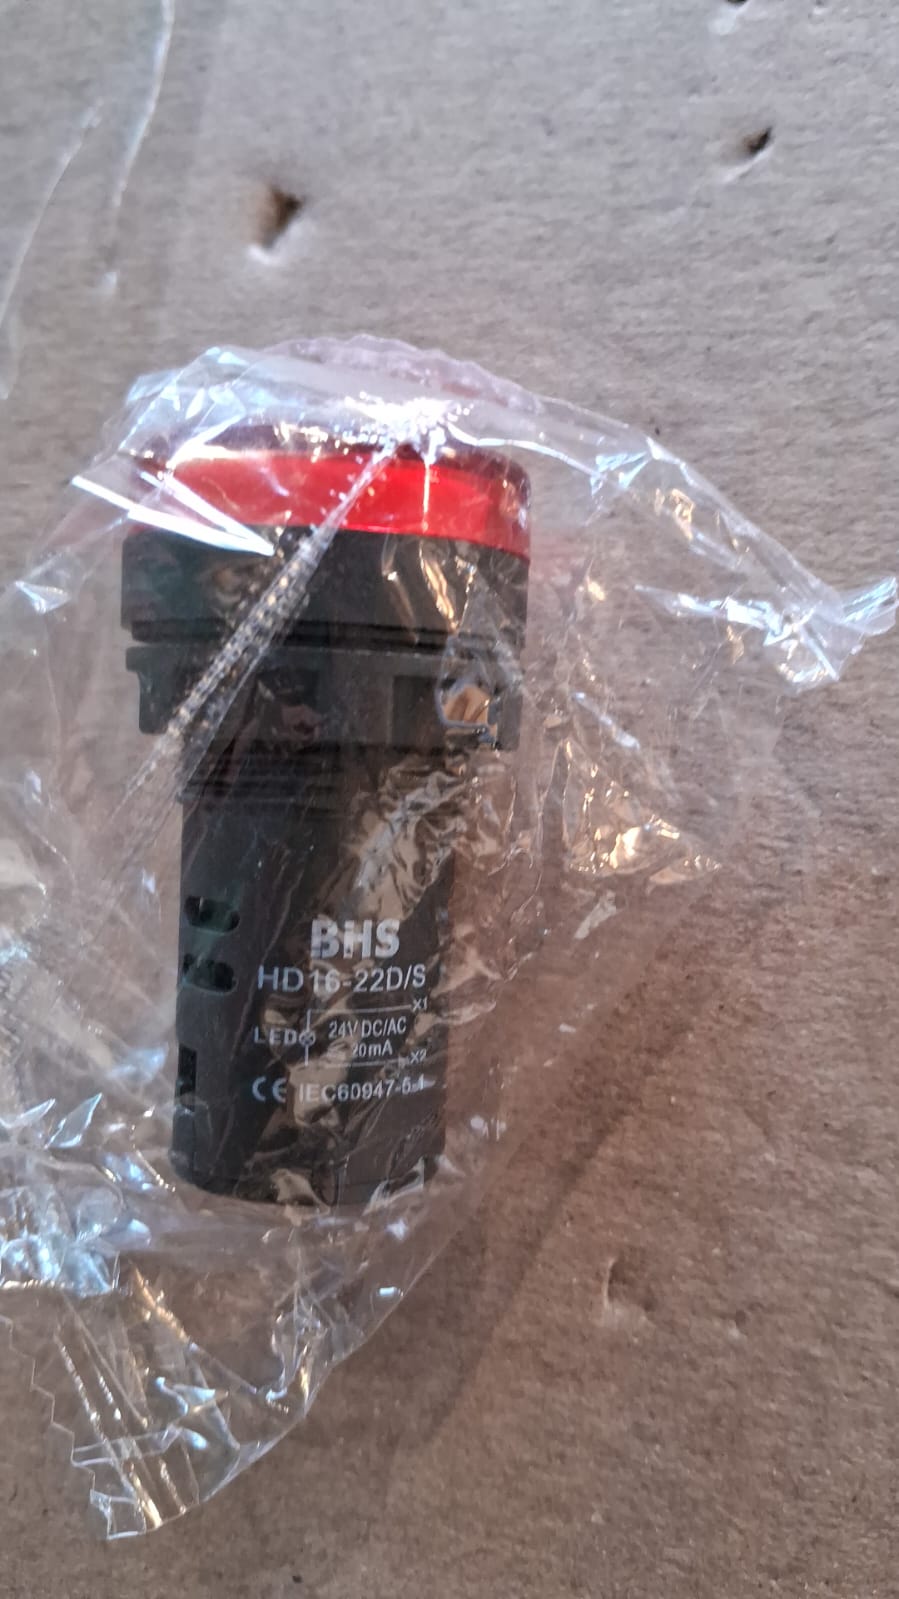 BHS
HD16-22D/S
X1
LED 24V DC/AC
20mA
X2
CE IEC60947-5-1